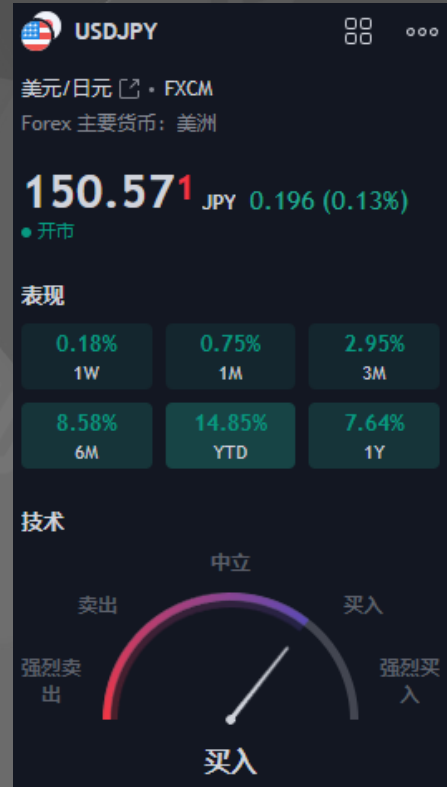 USDJPY
美元/日元 • FXCM
Forex 主要货币：美洲
150.571 JPY 0.196 (0.13%)
开市
表现
0.18% 0.75% 2.95%
1W 1M 3M
8.58% 14.85% 7.64%
6M YTD 1Y
技术
中立
卖出 买入
强烈卖出 强烈买入
买入